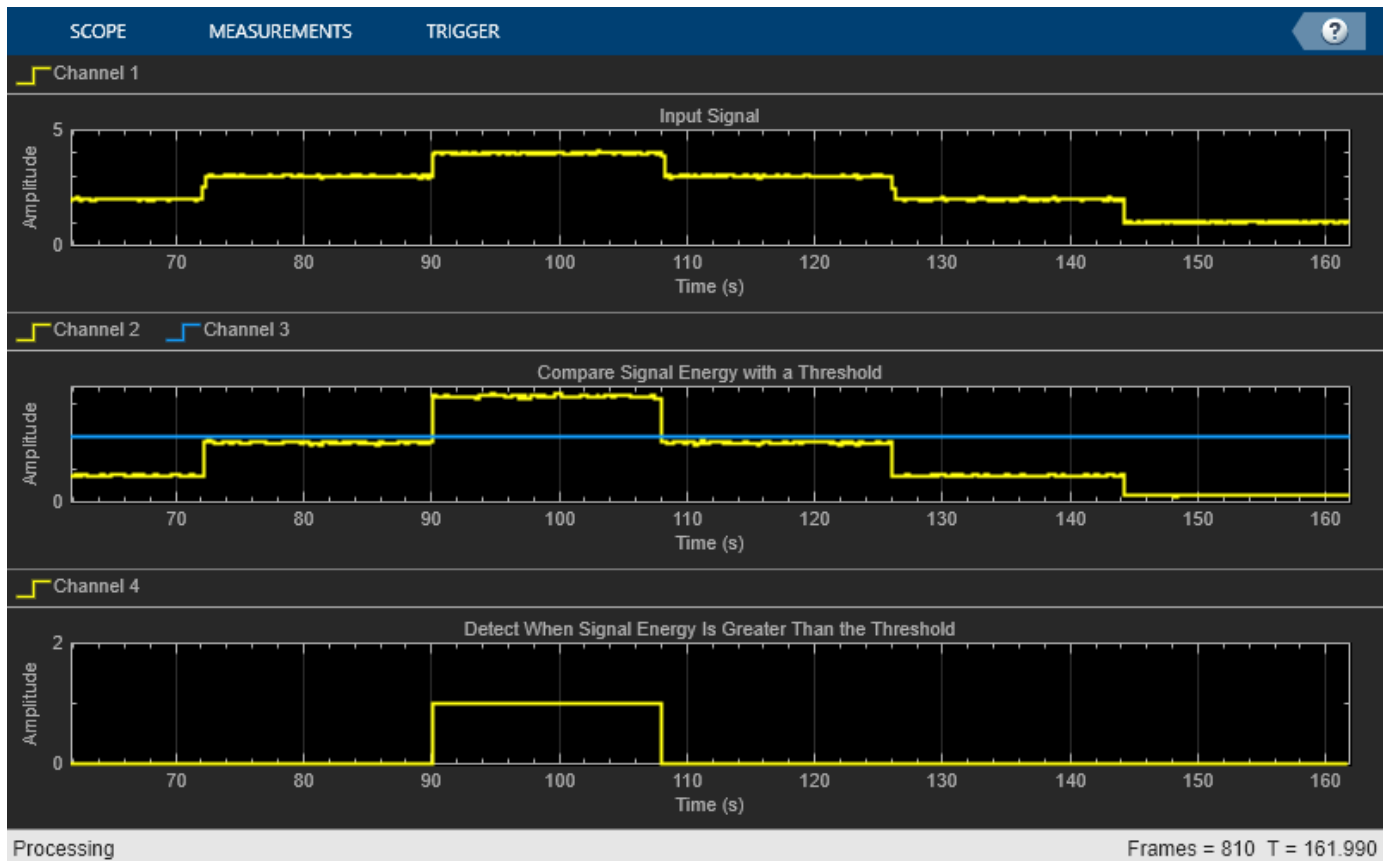 SCOPE MEASUREMENTS TRIGGER ?
Channel 1
Input Signal
5
Amplitude
0
70 80 90 100 110 120 130 140 150 160
Time (s)
Channel 2 Channel 3
Compare Signal Energy with a Threshold
Amplitude
0
70 80 90 100 110 120 130 140 150 160
Time (s)
Channel 4
Detect When Signal Energy Is Greater Than the Threshold
2
Amplitude
0
70 80 90 100 110 120 130 140 150 160
Time (s)
Processing Frames = 810 T = 161.990